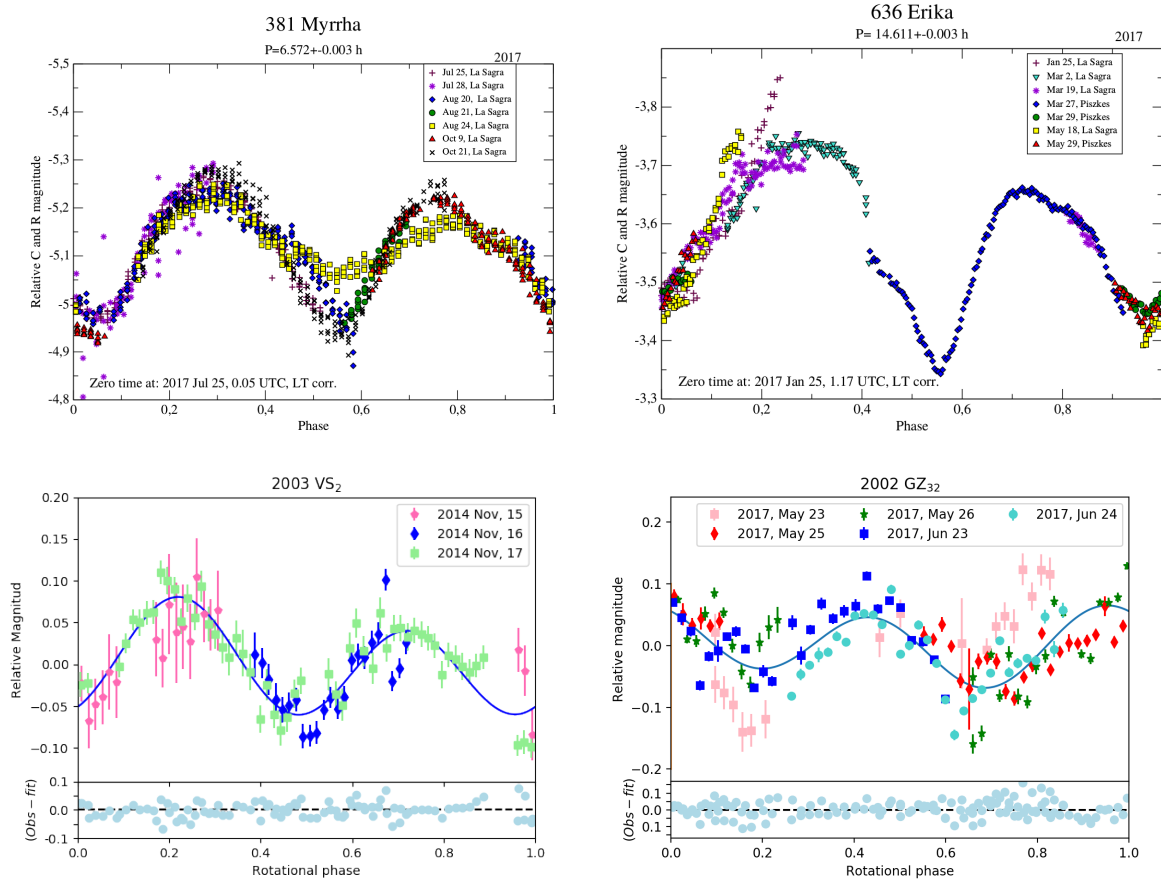 381 Myrrha
P=6.572+-0.003 h
2017
-5,5
-5,4
-5,3
-5,2
-5,1
-5
-4,9
-4,8
Relative C and R magnitude
Jul 25, La Sagra
Jul 28, La Sagra
Aug 20, La Sagra
Aug 21, La Sagra
Aug 24, La Sagra
Oct 9, La Sagra
Oct 21, La Sagra
Zero time at: 2017 Jul 25, 0.05 UTC, LT corr.
0 0,2 0,4 0,6 0,8 1
Phase
636 Erika
P= 14.611+-0.003 h
2017
-3,8
-3,7
-3,6
-3,5
-3,4
-3,3
Relative C and R magnitude
Jan 25, La Sagra
Mar 2, La Sagra
Mar 19, La Sagra
Mar 27, Piszkes
Mar 29, Piszkes
May 18, La Sagra
May 29, Piszkes
Zero time at: 2017 Jan 25, 1.17 UTC, LT corr.
0 0,2 0,4 0,6 0,8 1
Phase
2003 VS2
0.20
0.15
0.10
0.05
0.00
−0.05
−0.10
Relative Magnitud
2014 Nov, 15
2014 Nov, 16
2014 Nov, 17
0.1
0.0
-0.1
(Obs − fit)
0.0 0.2 0.4 0.6 0.8 1.0
Rotational phase
2002 GZ32
0.2
0.1
0.0
−0.1
−0.2
Relative magnitude
2017, May 23 2017, May 26 2017, Jun 24
2017, May 25 2017, Jun 23
0.1
0.0
0.1
(Obs − fit)
0.0 0.2 0.4 0.6 0.8 1.0
Rotational phase